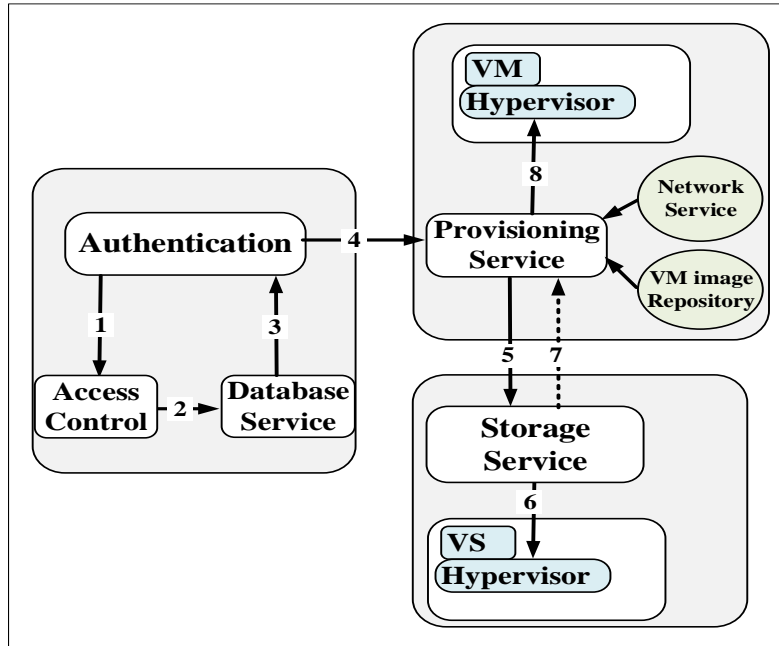 VM
Hypervisor
8
Network
Service
Authentication
4
Provisioning
Service
VM image
Repository
1
3
5
7
Access
Control
2
Database
Service
Storage
Service
6
VS
Hypervisor